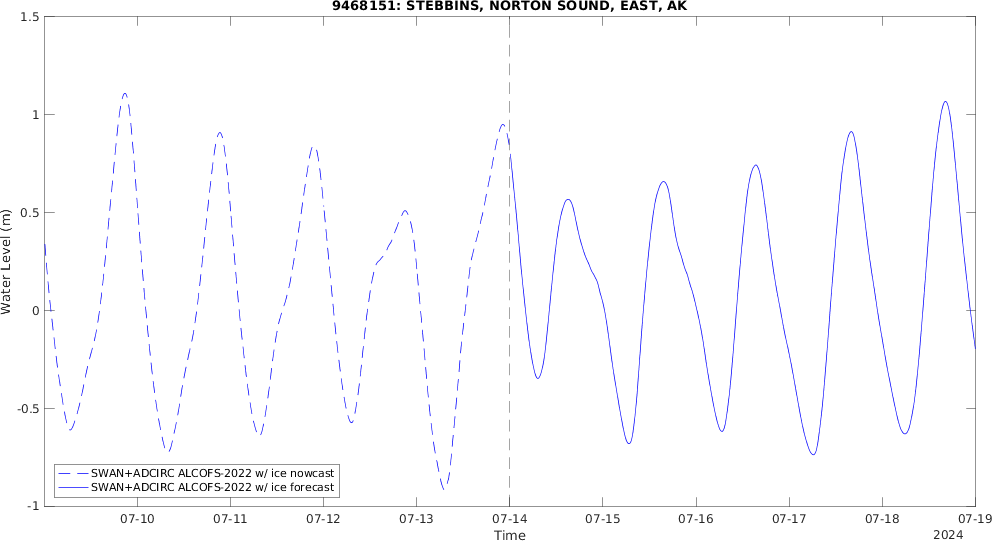 9468151: STEBBINS, NORTON SOUND, EAST, AK
Water Level (m)
1.5
1
0.5
0
-0.5
-1
SWAN+ADCIRC ALCOFS-2022 w/ ice nowcast
SWAN+ADCIRC ALCOFS-2022 w/ ice forecast
07-10 07-11 07-12 07-13 07-14 07-15 07-16 07-17 07-18 07-19
Time
2024